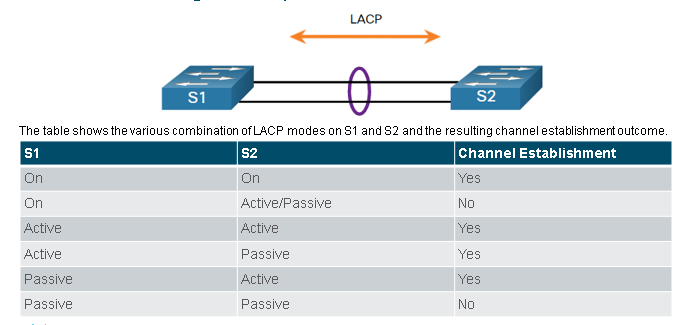 LACP
S1
S2
The table shows the various combination of LACP modes on S1 and S2 and the resulting channel establishment outcome.
S1 S2 Channel Establishment
On On Yes
On Active/Passive No
Active Active Yes
Active Passive Yes
Passive Active Yes
Passive Passive No